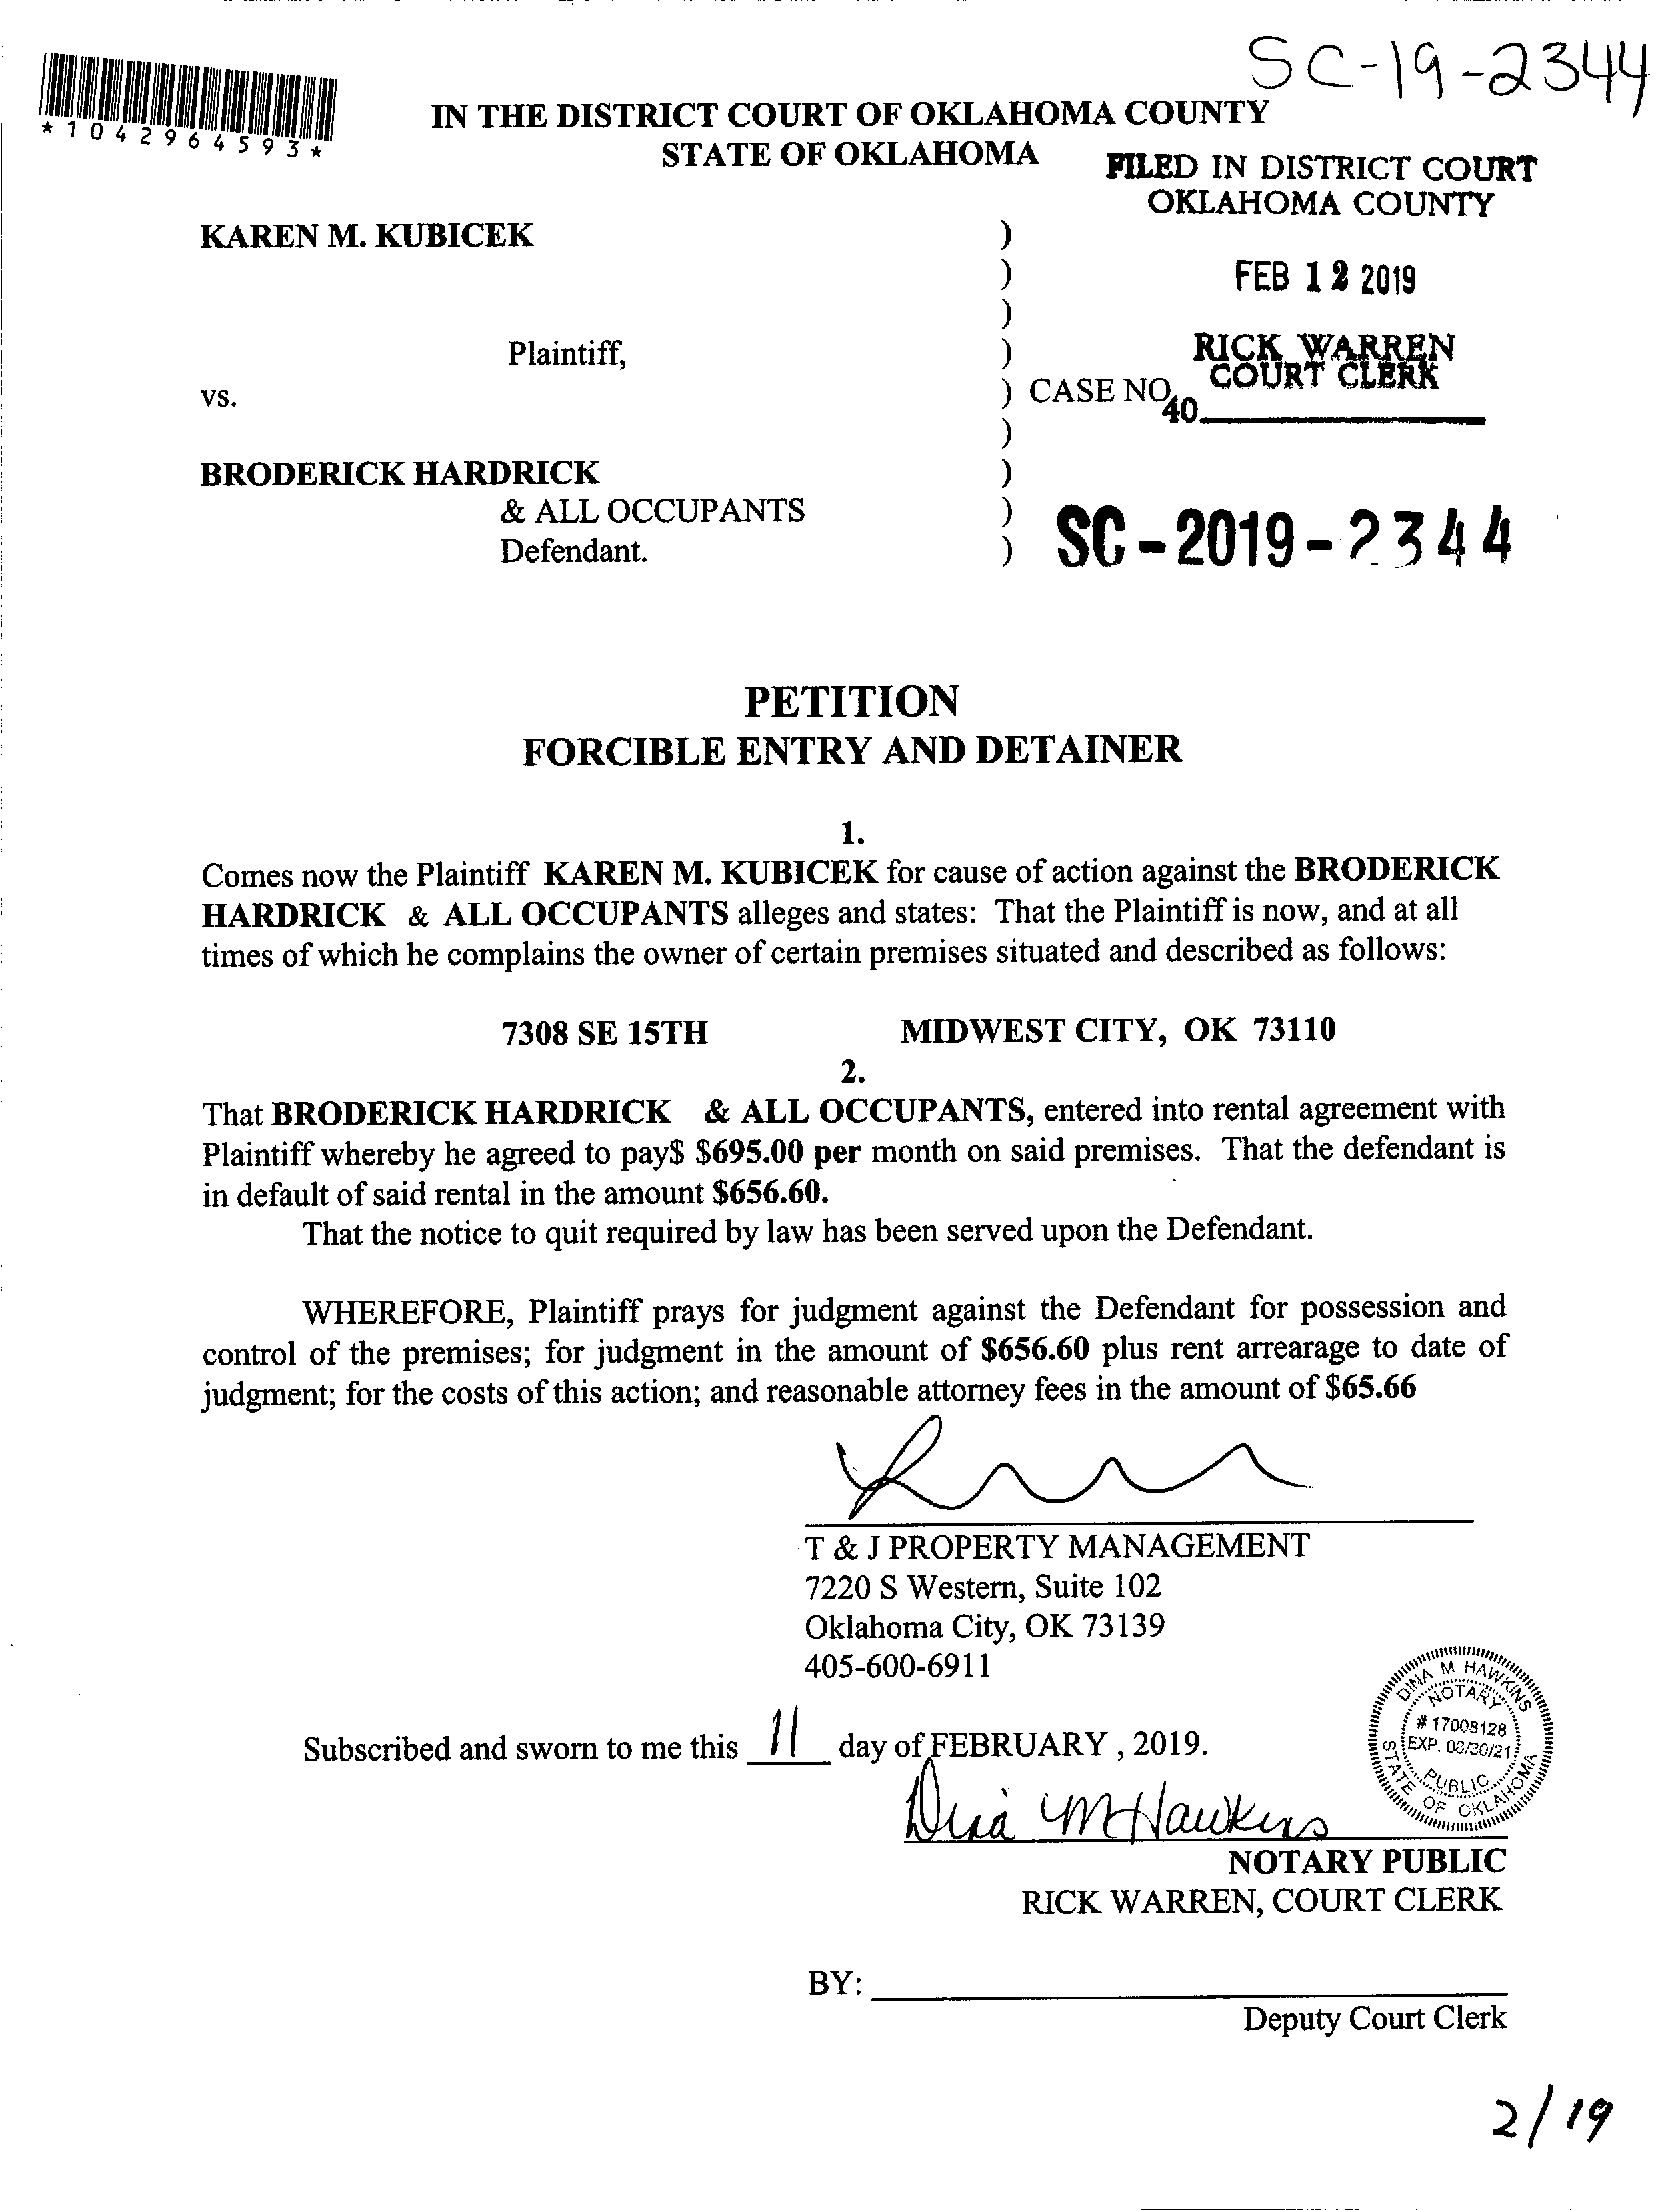 SC-19-2344
*1042964593*
IN THE DISTRICT COURT OF OKLAHOMA COUNTY
STATE OF OKLAHOMA
FILED IN DISTRICT COURT
OKLAHOMA COUNTY
KAREN M. KUBICEK )
)
FEB 12 2019
)
Plaintiff, )
RICK WARREN
COURT CLERK
vs. ) CASE NO.
40
)
BRODERICK HARDRICK )
& ALL OCCUPANTS )
Defendant. )
SC-2019-2344
PETITION
FORCIBLE ENTRY AND DETAINER
1.
Comes now the Plaintiff KAREN M. KUBICEK for cause of action against the BRODERICK
HARDRICK & ALL OCCUPANTS alleges and states: That the Plaintiff is now, and at all
times of which he complains the owner of certain premises situated and described as follows:
7308 SE 15TH MIDWEST CITY, OK 73110
2.
That BRODERICK HARDRICK & ALL OCCUPANTS, entered into rental agreement with
Plaintiff whereby he agreed to pay$ $695.00 per month on said premises. That the defendant is
in default of said rental in the amount $656.60.
That the notice to quit required by law has been served upon the Defendant.
WHEREFORE, Plaintiff prays for judgment against the Defendant for possession and
control of the premises; for judgment in the amount of $656.60 plus rent arrearage to date of
judgment; for the costs of this action; and reasonable attorney fees in the amount of $65.66
T & J PROPERTY MANAGEMENT
7220 S Western, Suite 102
Oklahoma City, OK 73139
405-600-6911
DINA M HAWKINS
NOTARY
# 17008128
EXP. 08/30/21
PUBLIC
STATE OF OKLAHOMA
Subscribed and sworn to me this 11 day of FEBRUARY , 2019.
Dina M Hawkins
NOTARY PUBLIC
RICK WARREN, COURT CLERK
BY:
Deputy Court Clerk
2/19